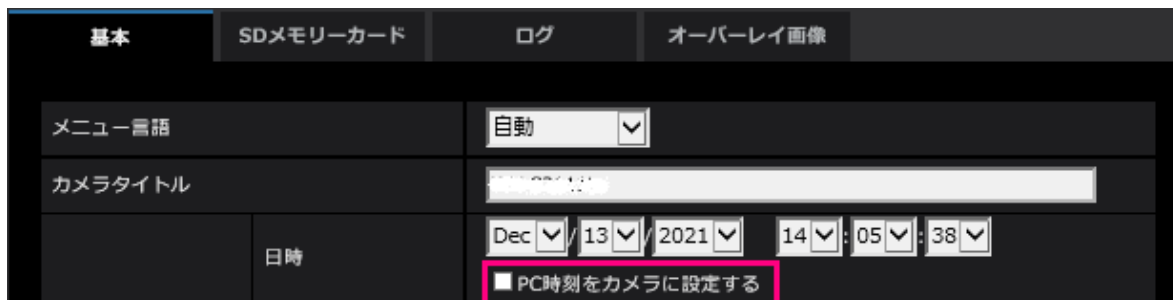 基本 SDメモリーカード ログ オーバーレイ画像
メニュー言語 自動
カメラタイトル
日時 Dec / 13 / 2021 14 : 05 : 38
PC時刻をカメラに設定する